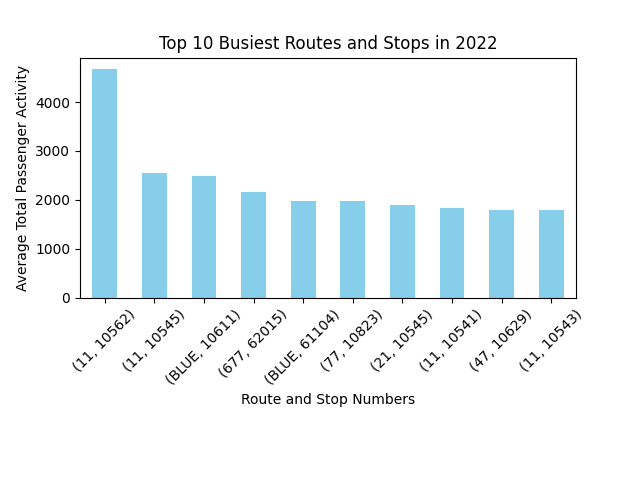 Top 10 Busiest Routes and Stops in 2022
Average Total Passenger Activity
4000
3000
2000
1000
0
(11, 10562)
(11, 10545)
(BLUE, 10611)
(677, 62015)
(BLUE, 61104)
(77, 10823)
(21, 10545)
(11, 10541)
(47, 10629)
(11, 10543)
Route and Stop Numbers